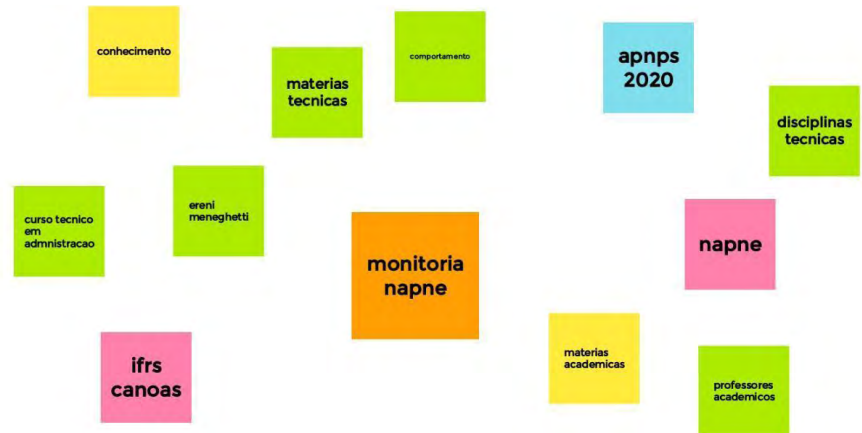 conhecimento
materias
tecnicas
comportamento
apnps
2020
disciplinas
tecnicas
curso tecnico
em
admnistracao
ereni
meneghetti
monitoria
napne
napne
ifrs
canoas
materias
academicas
professores
academicos